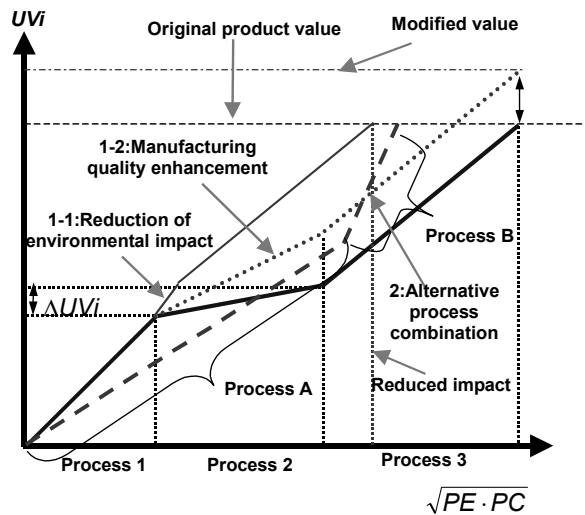 UVi
Original product value
Modified value
1-2:Manufacturing
quality enhancement
1-1:Reduction of
environmental impact
Process B
ΔUVi
2:Alternative
process
combination
Process A
Reduced impact
Process 1
Process 2
Process 3
√PE · PC